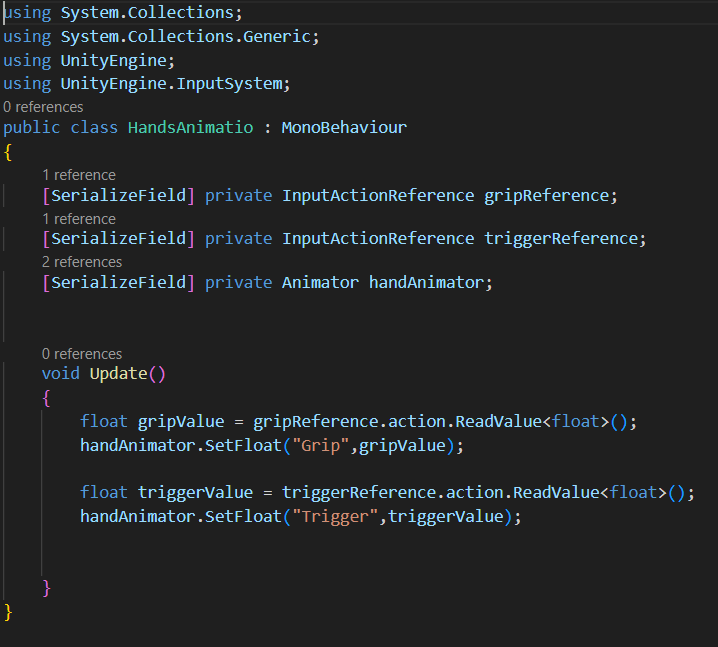 using System.Collections;
using System.Collections.Generic;
using UnityEngine;
using UnityEngine.InputSystem;
0 references
public class HandsAnimatio : MonoBehaviour
{
1 reference
[SerializeField] private InputActionReference gripReference;
1 reference
[SerializeField] private InputActionReference triggerReference;
2 references
[SerializeField] private Animator handAnimator;
0 references
void Update()
{
float gripValue = gripReference.action.ReadValue<float>();
handAnimator.SetFloat("Grip",gripValue);
float triggerValue = triggerReference.action.ReadValue<float>();
handAnimator.SetFloat("Trigger",triggerValue);
}
}